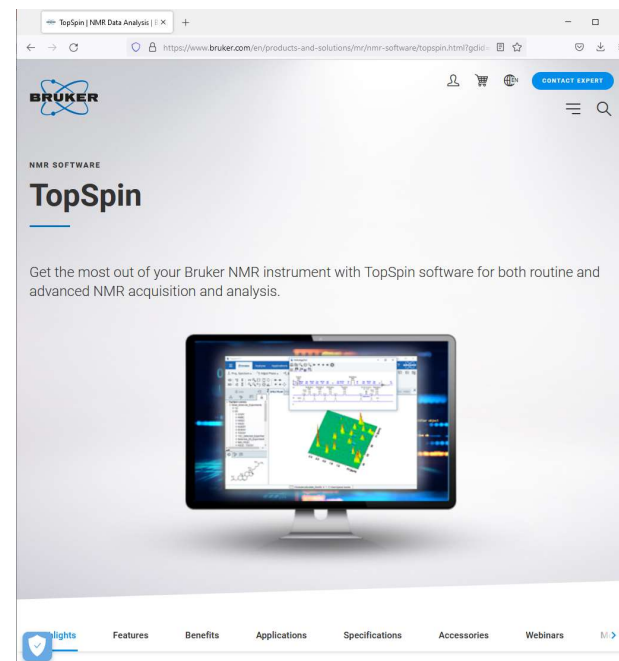 TopSpin | NMR Data Analysis | B
https://www.bruker.com/en/products-and-solutions/mr/nmr-software/topspin.html?gclid=
EN
CONTACT EXPERT
BRUKER
NMR SOFTWARE
TopSpin
Get the most out of your Bruker NMR instrument with TopSpin software for both routine and
advanced NMR acquisition and analysis.
lights Features Benefits Applications Specifications Accessories Webinars M